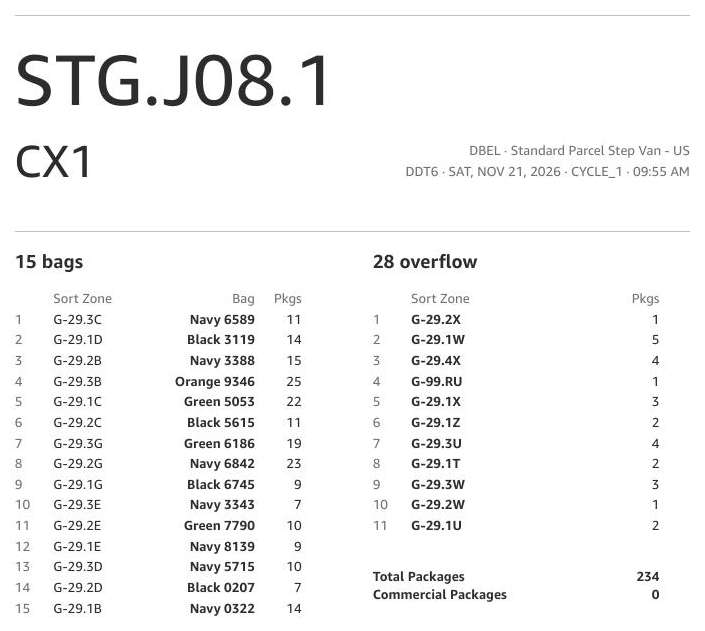 STG.J08.1
CX1
DBEL · Standard Parcel Step Van - US
DDT6 · SAT, NOV 21, 2026 · CYCLE_1 · 09:55 AM
15 bags
Sort Zone Bag Pkgs
1 G-29.3C Navy 6589 11
2 G-29.1D Black 3119 14
3 G-29.2B Navy 3388 15
4 G-29.3B Orange 9346 25
5 G-29.1C Green 5053 22
6 G-29.2C Black 5615 11
7 G-29.3G Green 6186 19
8 G-29.2G Navy 6842 23
9 G-29.1G Black 6745 9
10 G-29.3E Navy 3343 7
11 G-29.2E Green 7790 10
12 G-29.1E Navy 8139 9
13 G-29.3D Navy 5715 10
14 G-29.2D Black 0207 7
15 G-29.1B Navy 0322 14
28 overflow
Sort Zone Pkgs
1 G-29.2X 1
2 G-29.1W 5
3 G-29.4X 4
4 G-99.RU 1
5 G-29.1X 3
6 G-29.1Z 2
7 G-29.3U 4
8 G-29.1T 2
9 G-29.3W 3
10 G-29.2W 1
11 G-29.1U 2
Total Packages 234
Commercial Packages 0